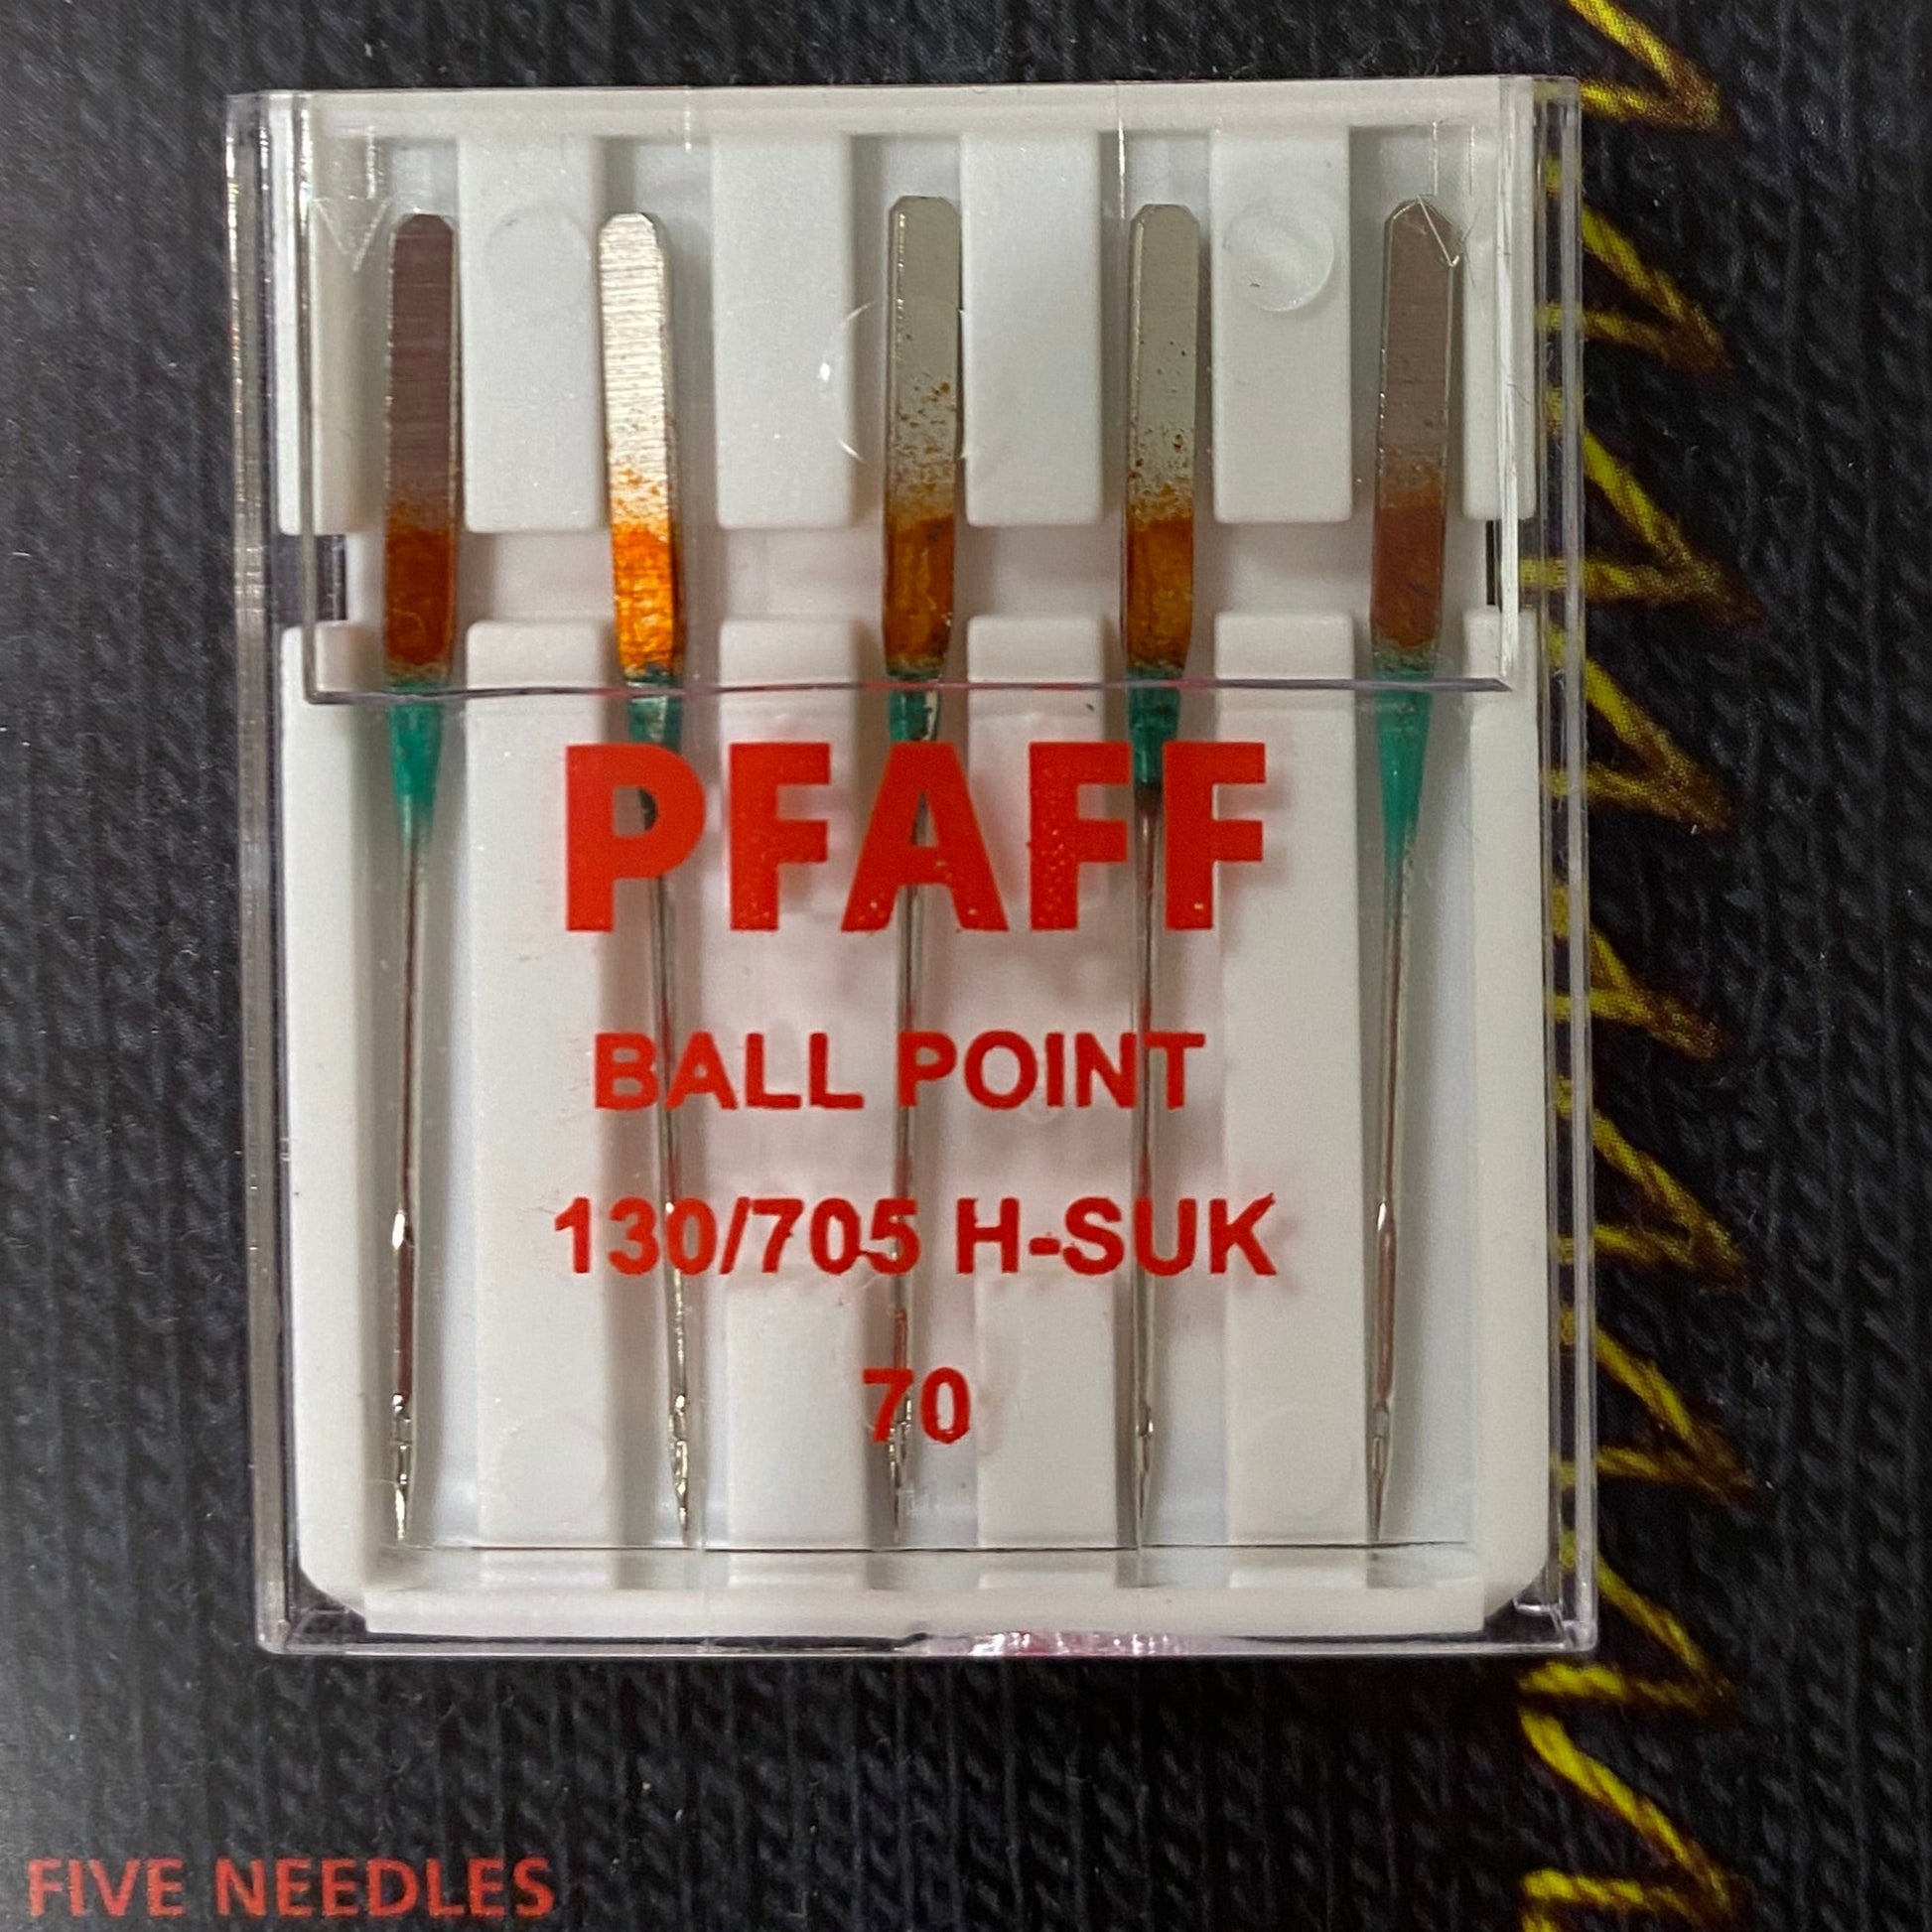 PFAFF
BALL POINT
130/705 H-SUK
70
FIVE NEEDLES